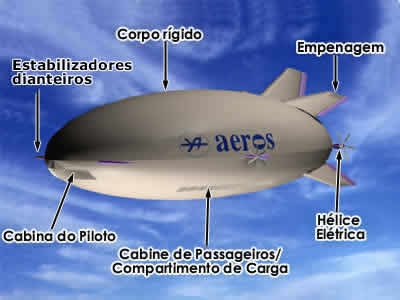 Corpo rígido
Empenagem
Estabilizadores
dianteiros
aeros
Cabina do Piloto
Cabine de Passageiros/
Compartimento de Carga
Hélice
Elétrica